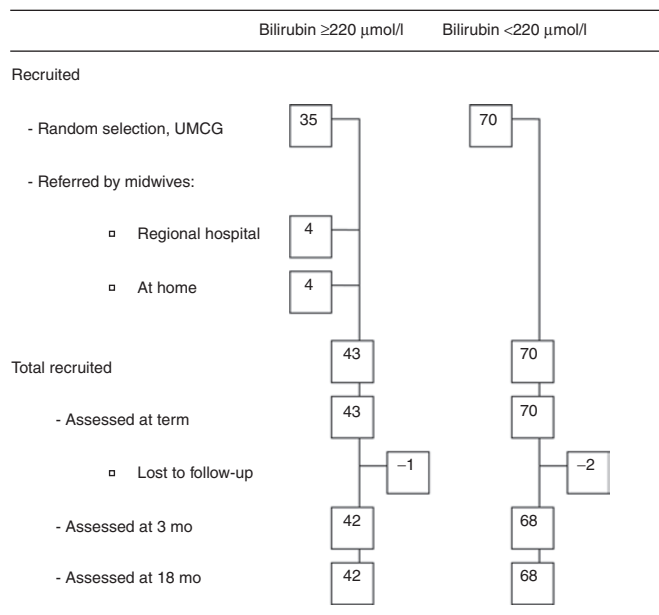 Bilirubin ≥220 μmol/l Bilirubin <220 μmol/l
Recruited
- Random selection, UMCG 35 70
- Referred by midwives:
▫ Regional hospital 4
▫ At home 4
43 70
Total recruited
- Assessed at term 43 70
▫ Lost to follow-up –1 –2
- Assessed at 3 mo 42 68
- Assessed at 18 mo 42 68